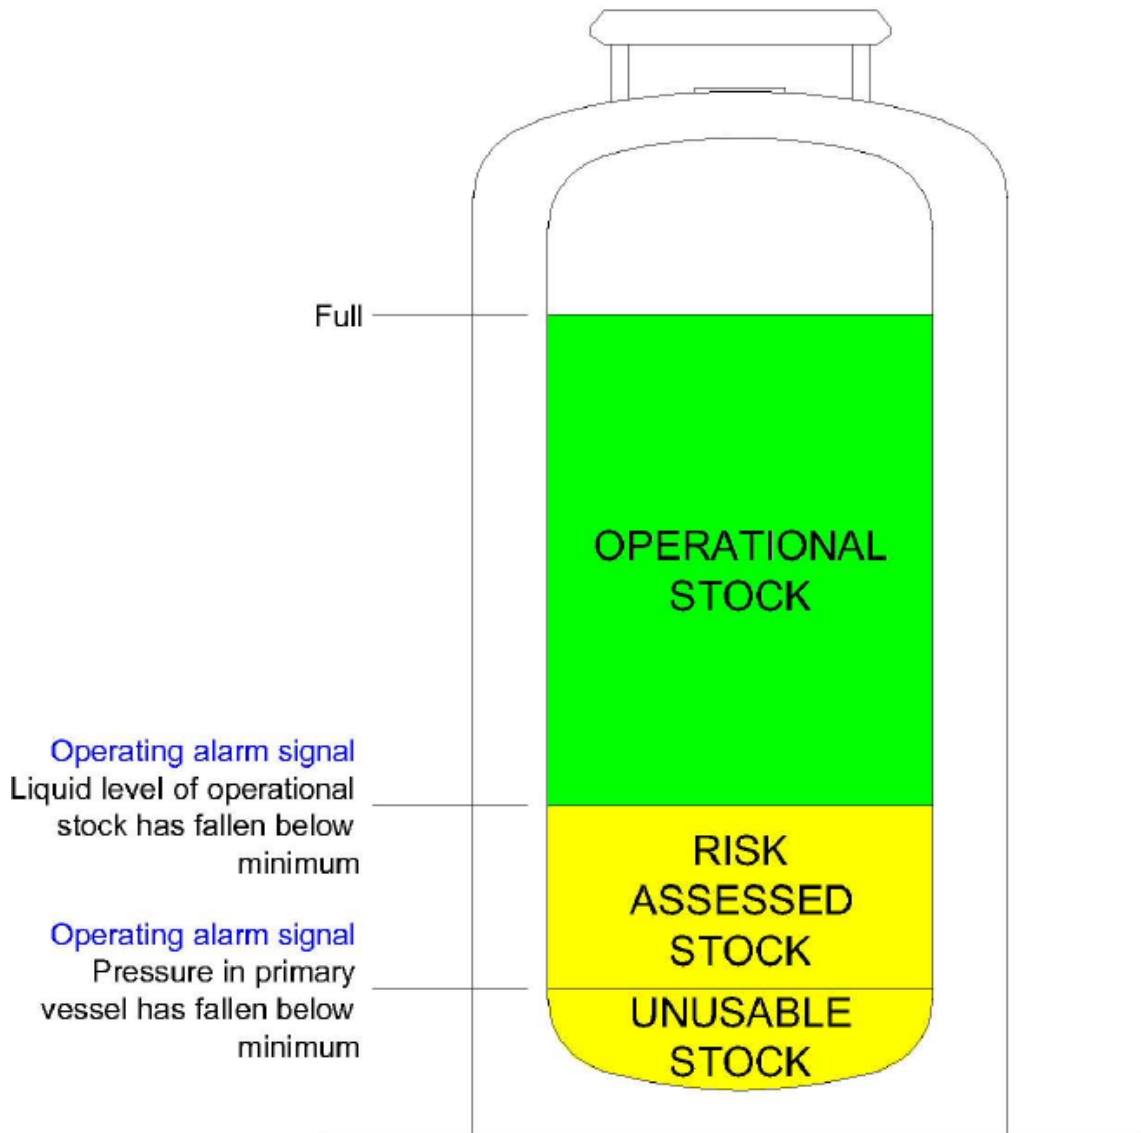 Full
OPERATIONAL
STOCK
Operating alarm signal
Liquid level of operational
stock has fallen below
minimum
RISK
ASSESSED
STOCK
Operating alarm signal
Pressure in primary
vessel has fallen below
minimum
UNUSABLE
STOCK